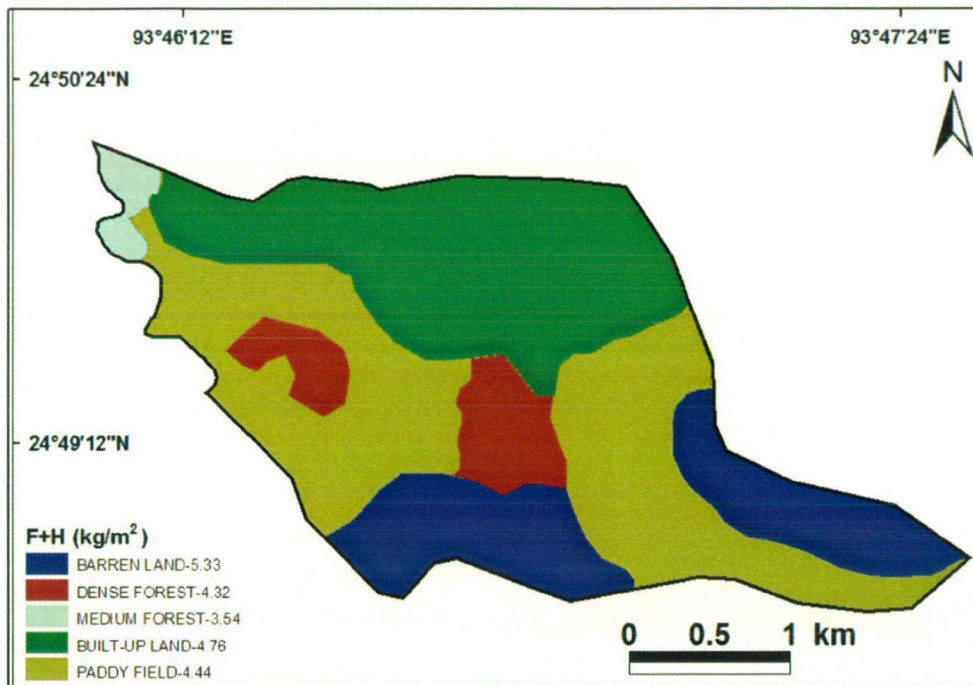 93°46'12"E
93°47'24"E
24°50'24"N
N
24°49'12"N
F+H (kg/m²)
BARREN LAND-5.33
DENSE FOREST-4.32
MEDIUM FOREST-3.54
BUILT-UP LAND-4.76
PADDY FIELD-4.44
0 0.5 1 km